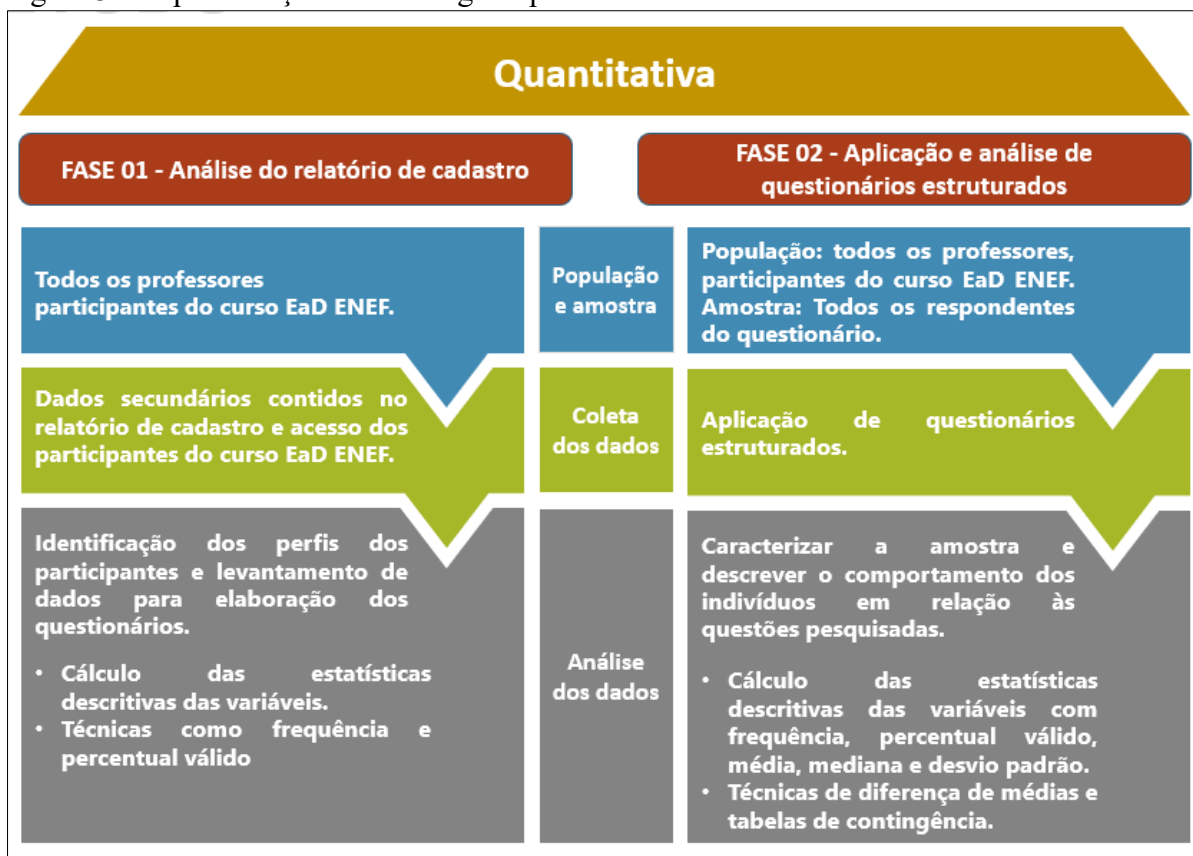 Quantitativa
FASE 01 - Análise do relatório de cadastro
FASE 02 - Aplicação e análise de
questionários estruturados
Todos os professores
participantes do curso EaD ENEF.
População
e amostra
População: todos os professores,
participantes do curso EaD ENEF.
Amostra: Todos os respondentes
do questionário.
Dados secundários contidos no
relatório de cadastro e acesso dos
participantes do curso EaD ENEF.
Coleta
dos dados
Aplicação de questionários
estruturados.
Identificação dos perfis dos
participantes e levantamento de
dados para elaboração dos
questionários.
• Cálculo das estatísticas
descritivas das variáveis.
• Técnicas como frequência e
percentual válido
Análise
dos dados
Caracterizar a amostra e
descrever o comportamento dos
indivíduos em relação às
questões pesquisadas.
• Cálculo das estatísticas
descritivas das variáveis com
frequência, percentual válido,
média, mediana e desvio padrão.
• Técnicas de diferença de médias e
tabelas de contingência.